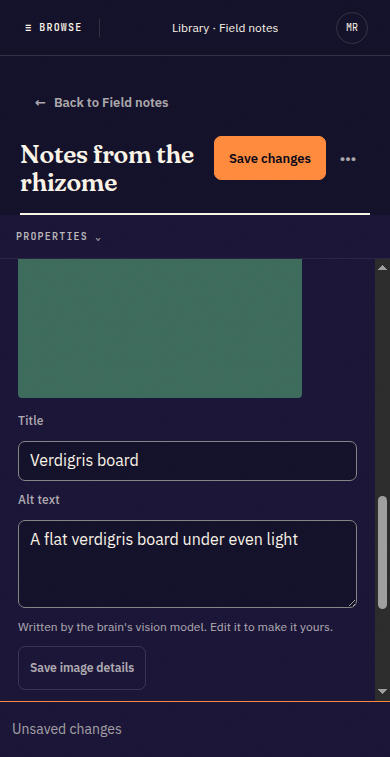 ≡ BROWSE
Library · Field notes
MR
← Back to Field notes
Notes from the
rhizome
Save changes
•••
PROPERTIES ⌄
Title
Verdigris board
Alt text
A flat verdigris board under even light
Written by the brain's vision model. Edit it to make it yours.
Save image details
Unsaved changes